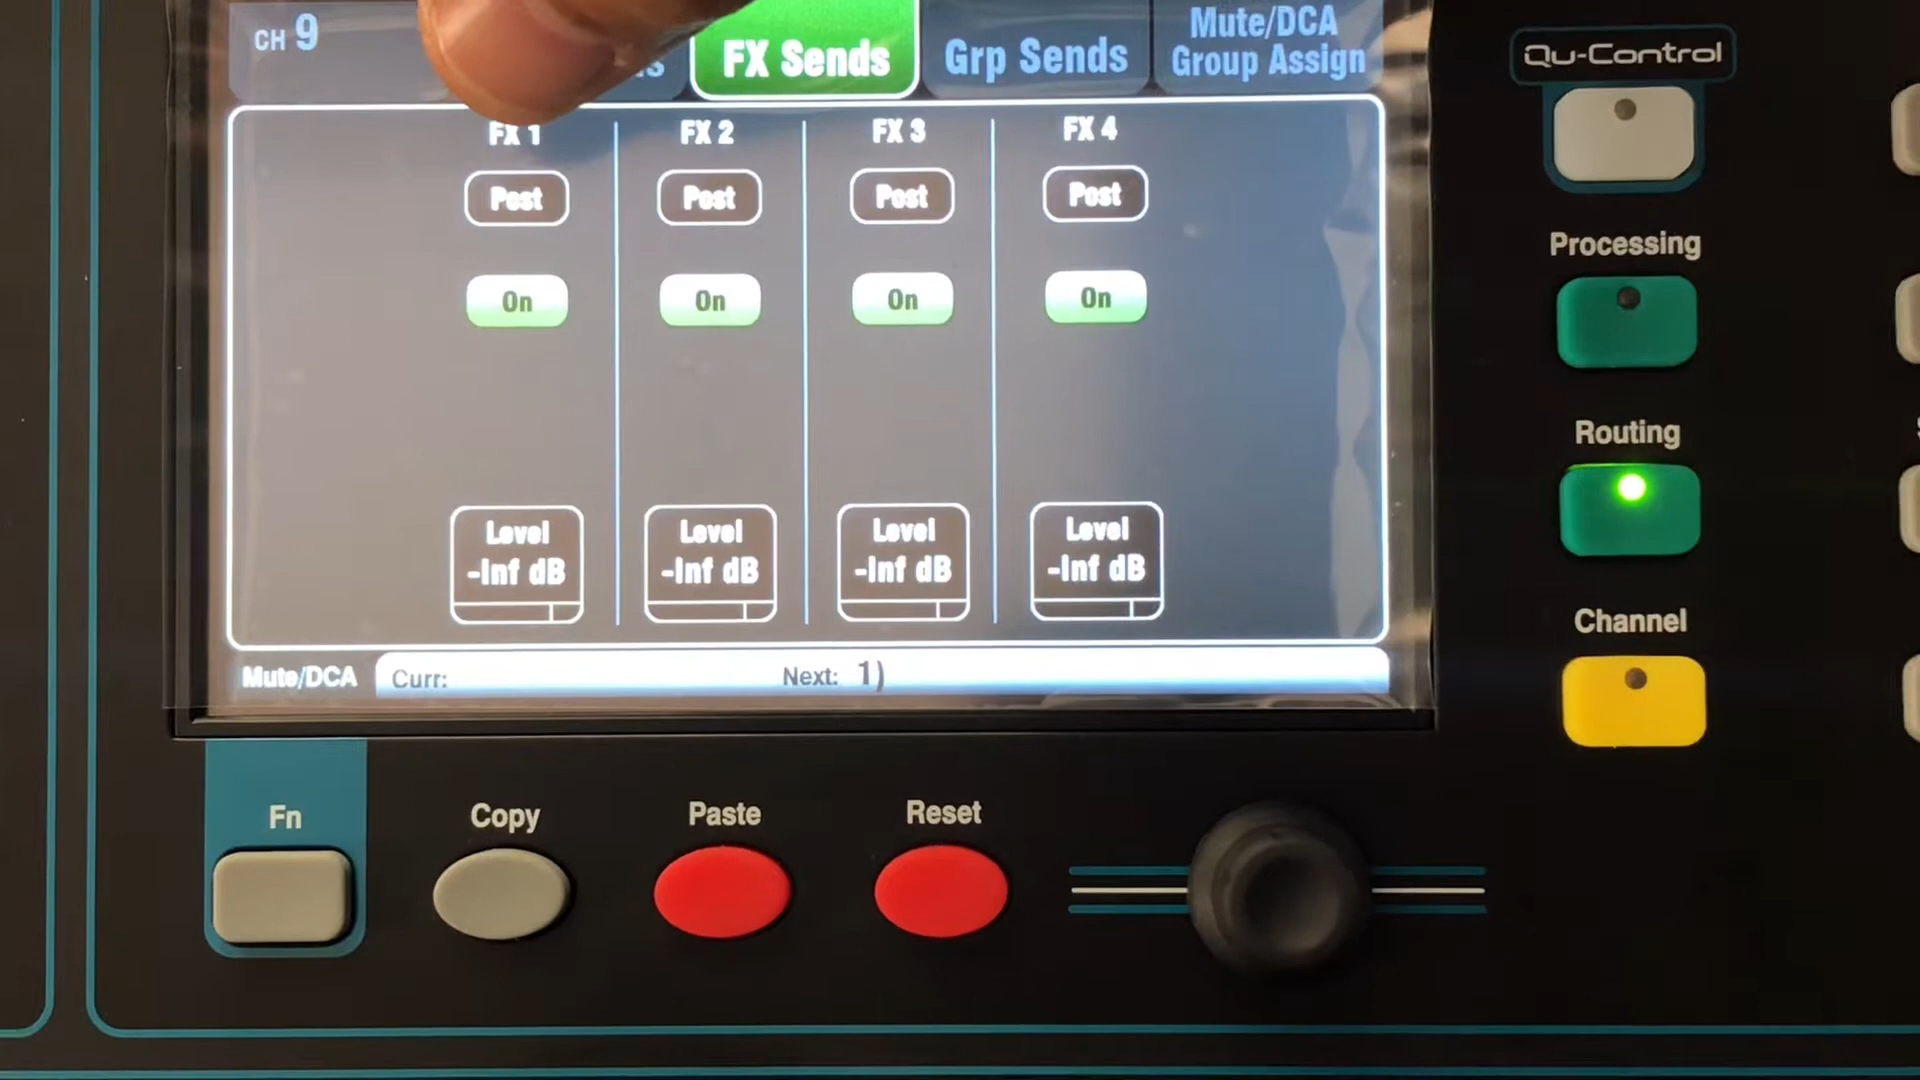 CH 9
FX Sends
Grp Sends
Mute/DCA
Group Assign
FX 1
FX 2
FX 3
FX 4
Post
Post
Post
Post
On
On
On
On
Level
-Inf dB
Level
-Inf dB
Level
-Inf dB
Level
-Inf dB
Mute/DCA
Curr:
Next: 1)
Qu-Control
Processing
Routing
Channel
Fn
Copy
Paste
Reset